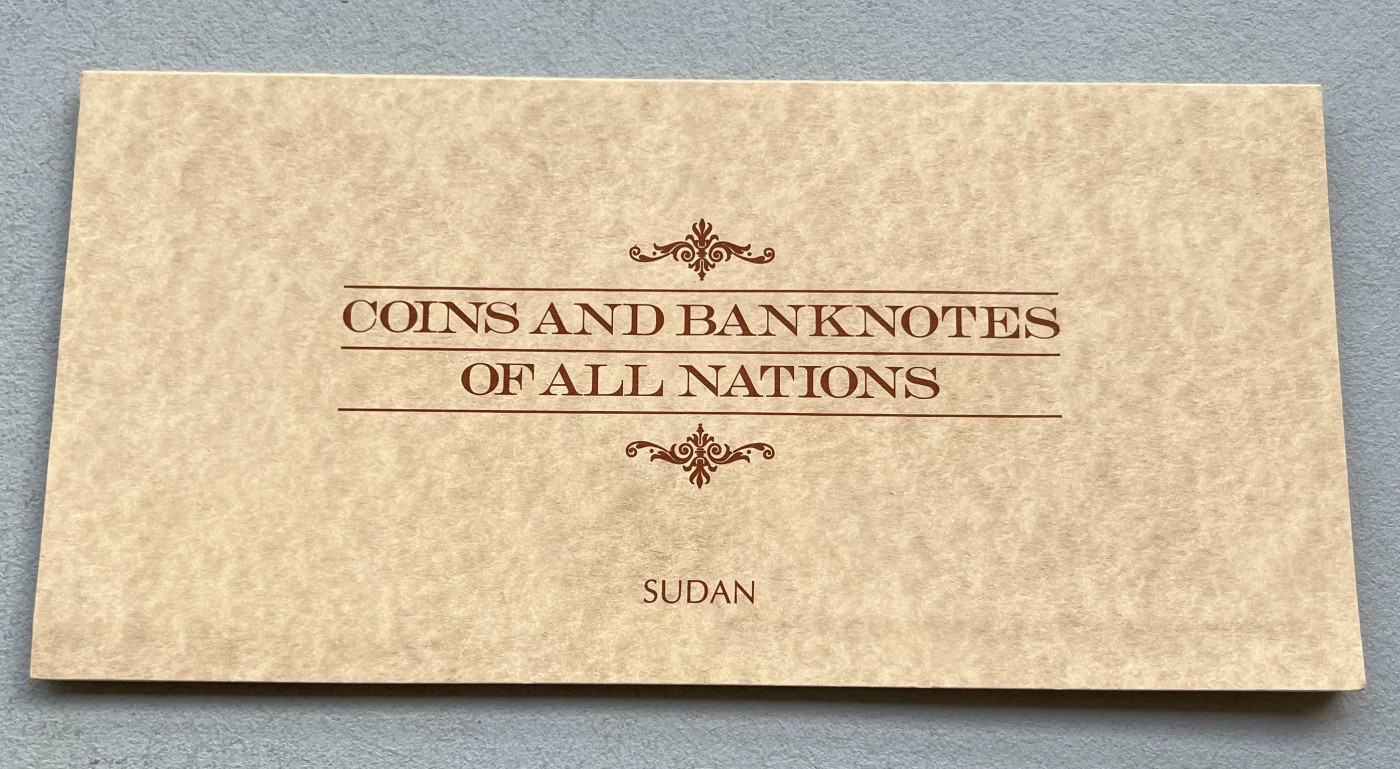 COINS AND BANKNOTES
OF ALL NATIONS
SUDAN